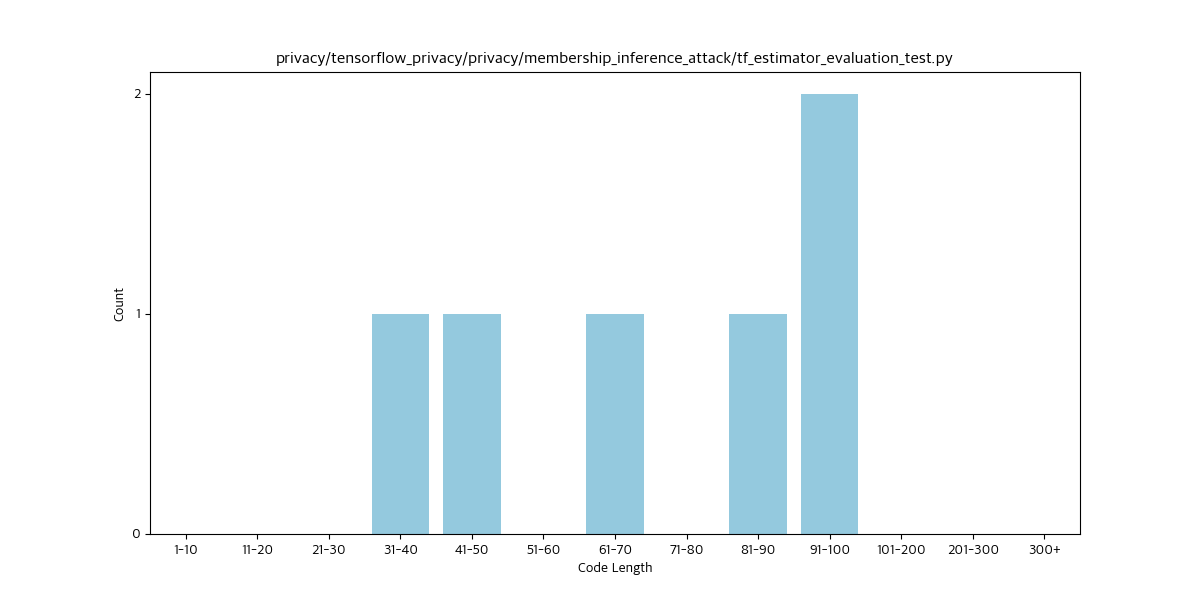 privacy/tensorflow_privacy/privacy/membership_inference_attack/tf_estimator_evaluation_test.py
2
1
0
Count
1-10 11-20 21-30 31-40 41-50 51-60 61-70 71-80 81-90 91-100 101-200 201-300 300+
Code Length